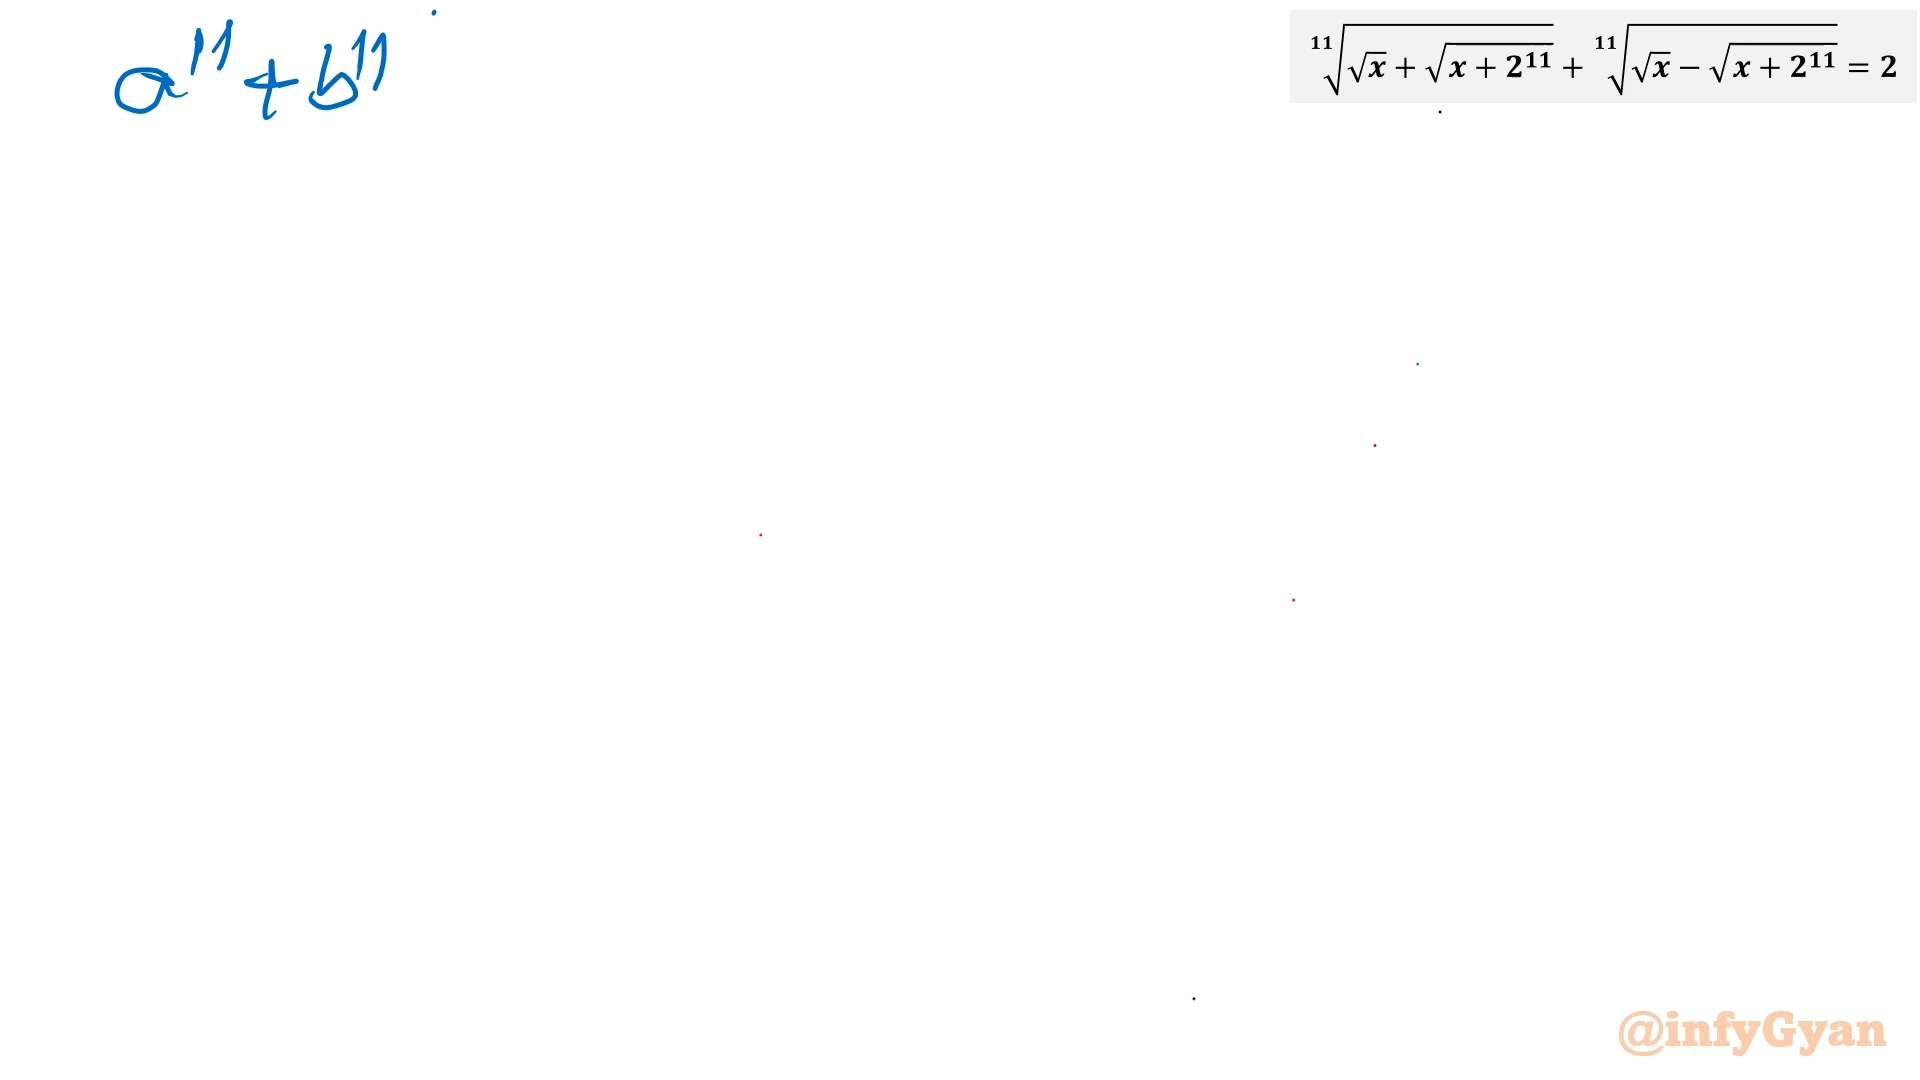 a¹¹ + b¹¹
¹¹√(√x + √(x + 2¹¹)) + ¹¹√(√x − √(x + 2¹¹)) = 2
@infyGyan